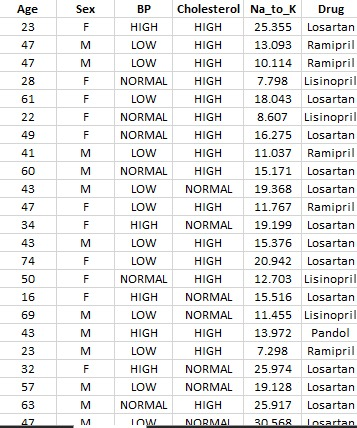 Age Sex BP Cholesterol Na_to_K Drug
23 F HIGH HIGH 25.355 Losartan
47 M LOW HIGH 13.093 Ramipril
47 M LOW HIGH 10.114 Ramipril
28 F NORMAL HIGH 7.798 Lisinopril
61 F LOW HIGH 18.043 Losartan
22 F NORMAL HIGH 8.607 Lisinopril
49 F NORMAL HIGH 16.275 Losartan
41 M LOW HIGH 11.037 Ramipril
60 M NORMAL HIGH 15.171 Losartan
43 M LOW NORMAL 19.368 Losartan
47 F LOW HIGH 11.767 Ramipril
34 F HIGH NORMAL 19.199 Losartan
43 M LOW HIGH 15.376 Losartan
74 F LOW HIGH 20.942 Losartan
50 F NORMAL HIGH 12.703 Lisinopril
16 F HIGH NORMAL 15.516 Losartan
69 M LOW NORMAL 11.455 Lisinopril
43 M HIGH HIGH 13.972 Pandol
23 M LOW HIGH 7.298 Ramipril
32 F HIGH NORMAL 25.974 Losartan
57 M LOW NORMAL 19.128 Losartan
63 M NORMAL HIGH 25.917 Losartan
47 M LOW NORMAL 30.568 Losartan